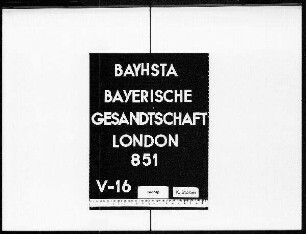 BAYHSTA
BAYERISCHE
GESANDTSCHAFT
LONDON
851
V-16